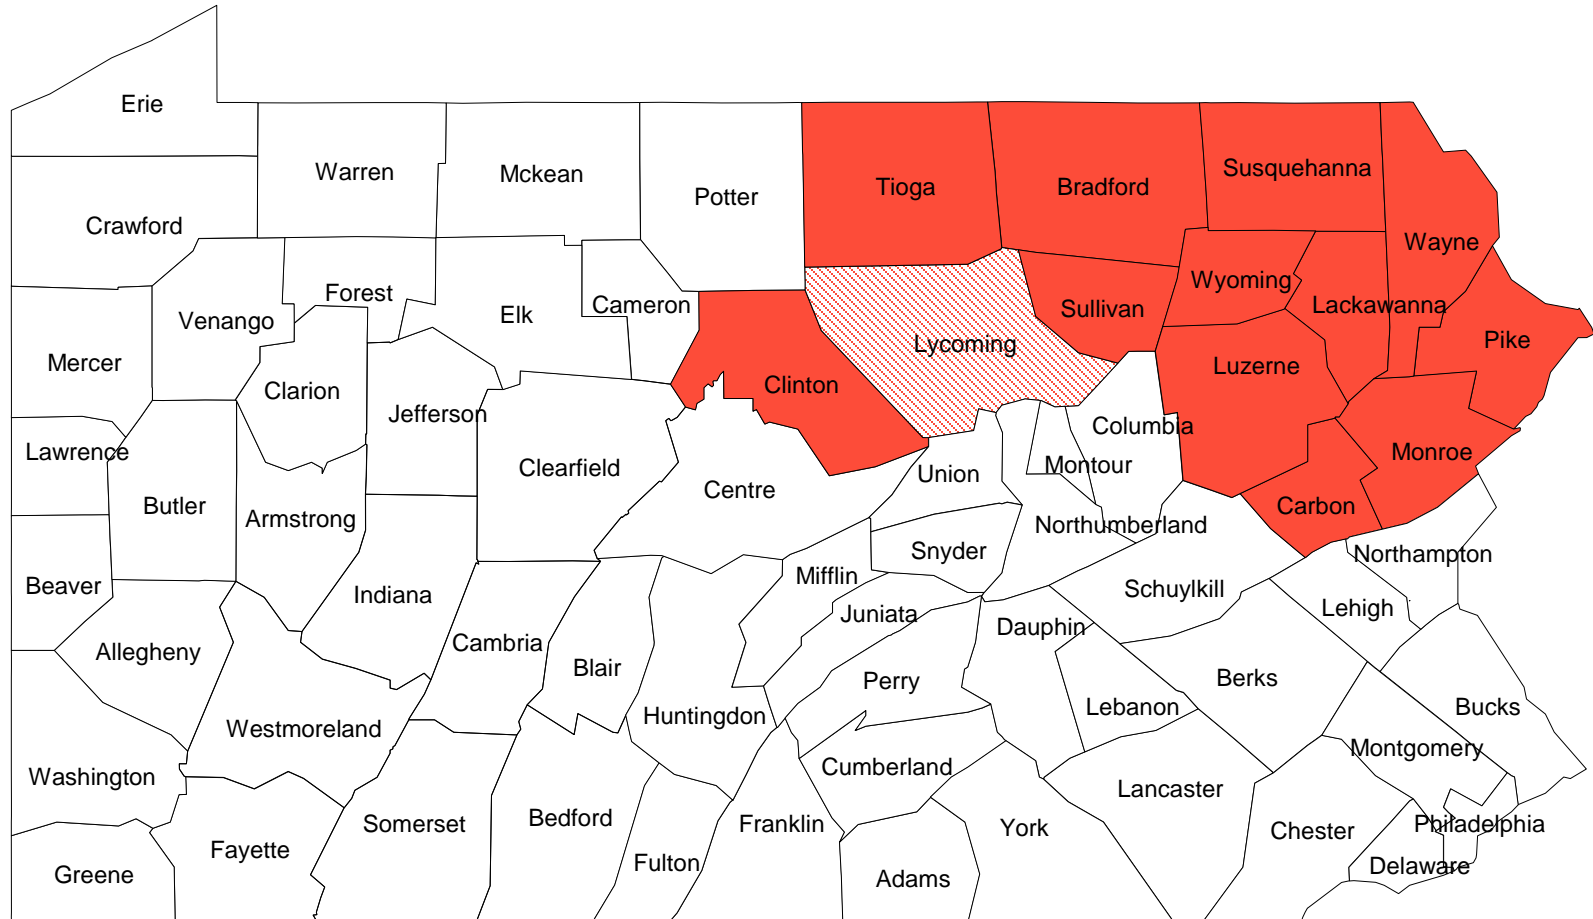 Erie
Warren
Mckean
Potter
Tioga
Bradford
Susquehanna
Wayne
Crawford
Venango
Forest
Elk
Cameron
Clinton
Lycoming
Sullivan
Wyoming
Lackawanna
Pike
Mercer
Clarion
Jefferson
Clearfield
Centre
Union
Montour
Columbia
Luzerne
Monroe
Carbon
Lawrence
Butler
Armstrong
Indiana
Snyder
Northumberland
Schuylkill
Northampton
Lehigh
Beaver
Allegheny
Westmoreland
Cambria
Blair
Huntingdon
Mifflin
Juniata
Perry
Dauphin
Lebanon
Berks
Montgomery
Bucks
Washington
Greene
Fayette
Somerset
Bedford
Fulton
Franklin
Cumberland
Adams
York
Lancaster
Chester
Delaware
Philadelphia